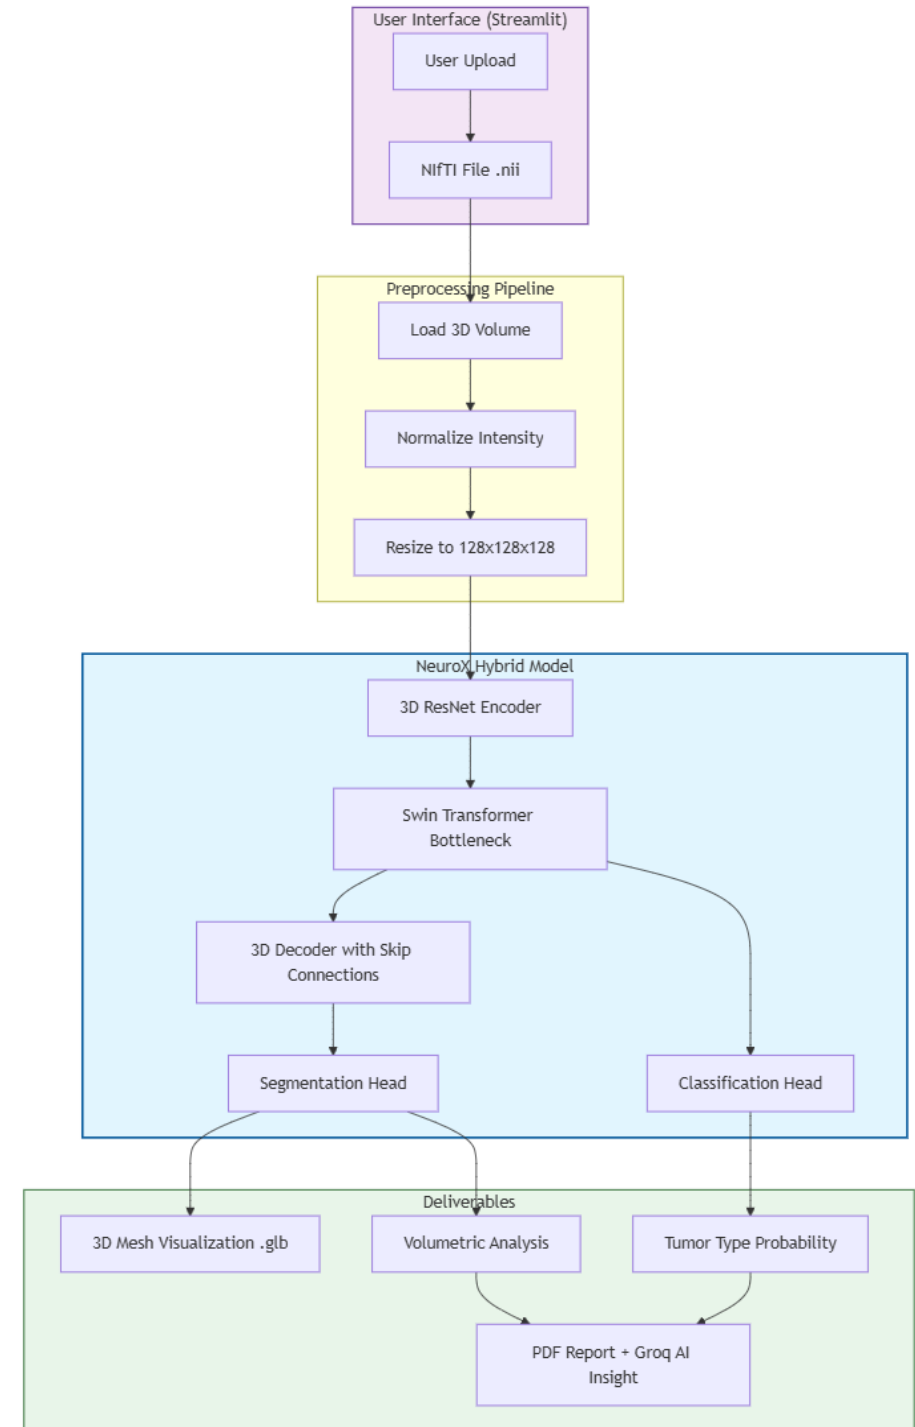 User Interface (Streamlit)
User Upload
NIfTI File .nii
Preprocessing Pipeline
Load 3D Volume
Normalize Intensity
Resize to 128x128x128
NeuroX Hybrid Model
3D ResNet Encoder
Swin Transformer
Bottleneck
3D Decoder with Skip
Connections
Segmentation Head
Classification Head
Deliverables
3D Mesh Visualization .glb
Volumetric Analysis
Tumor Type Probability
PDF Report + Groq AI
Insight